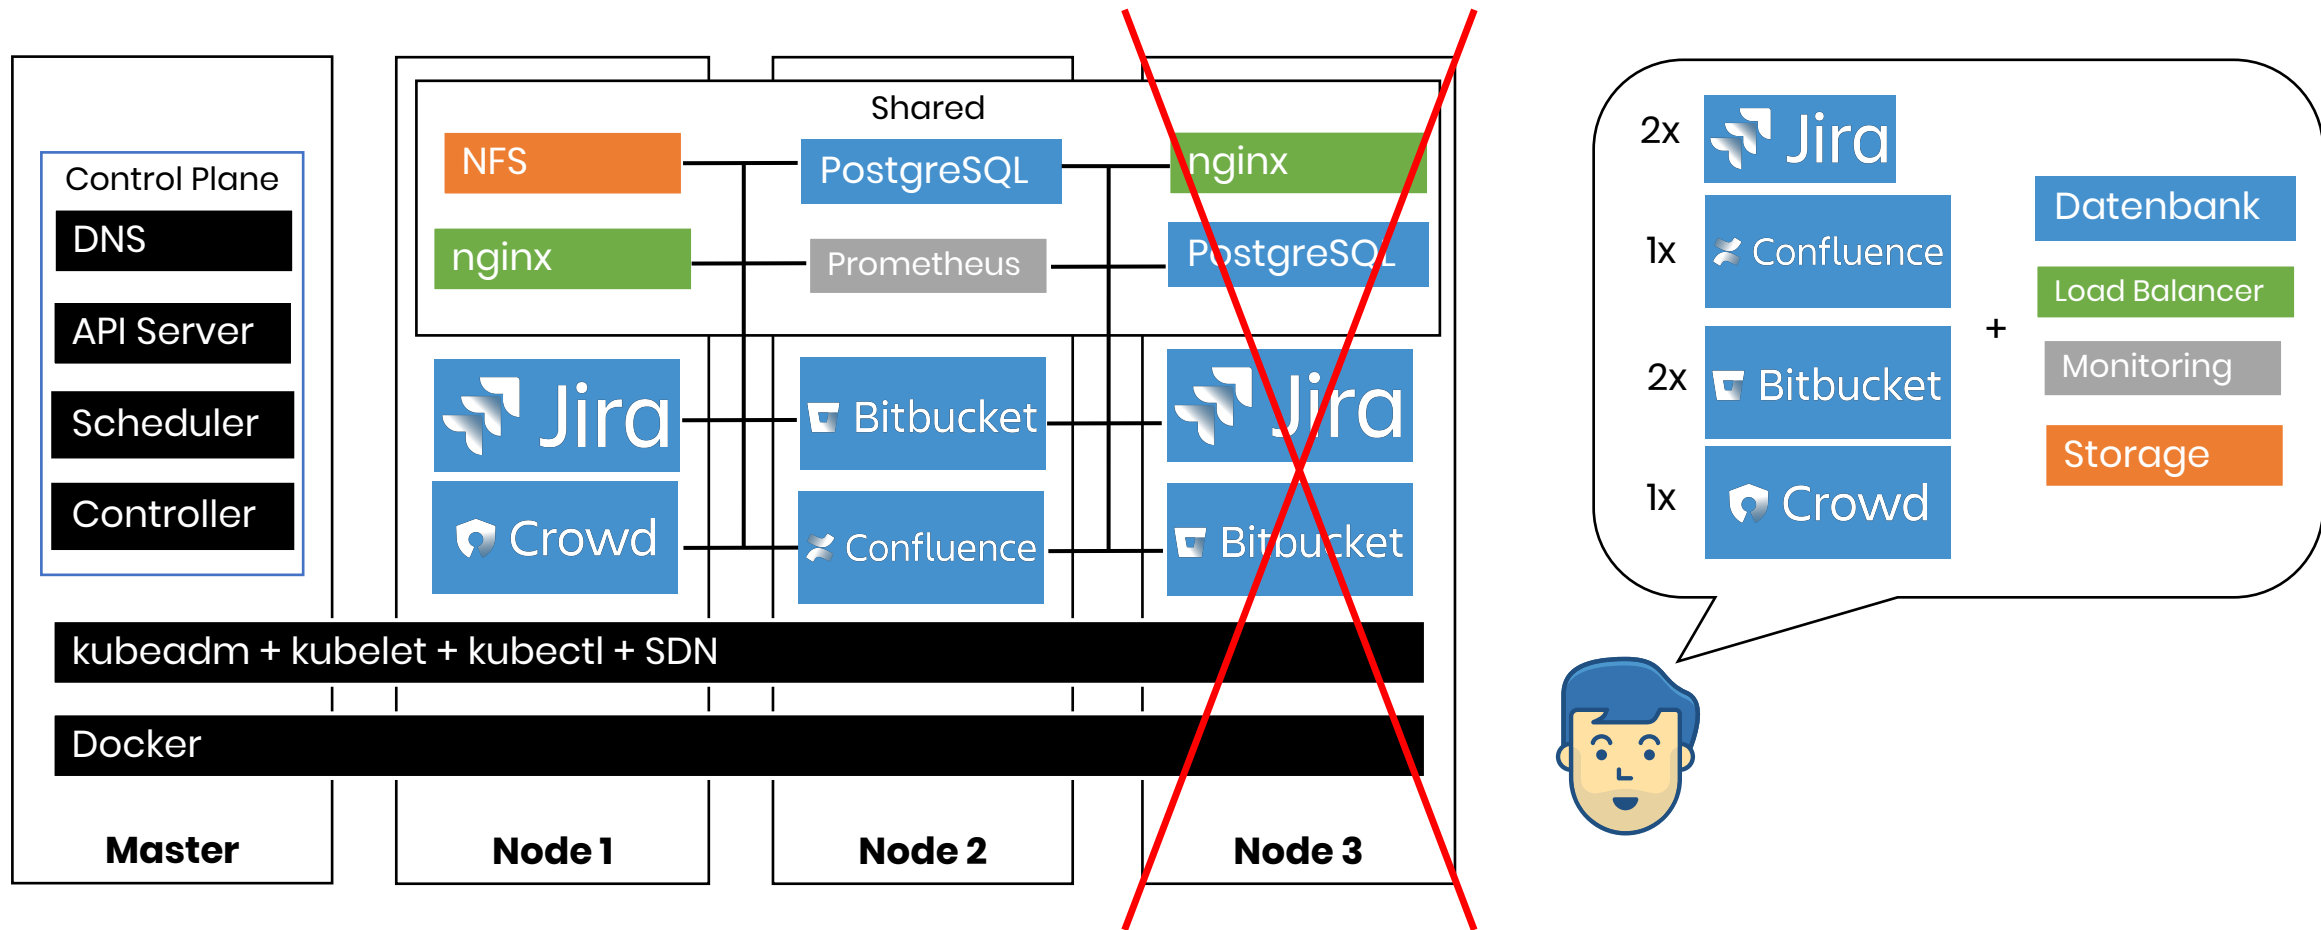 Control Plane
DNS
API Server
Scheduler
Controller
Shared
NFS
PostgreSQL
nginx
nginx
Prometheus
PostgreSQL
Jira
Bitbucket
Jira
Crowd
Confluence
Bitbucket
kubeadm + kubelet + kubectl + SDN
Docker
Master
Node 1
Node 2
Node 3
2x Jira
1x Confluence
2x Bitbucket
1x Crowd
+
Datenbank
Load Balancer
Monitoring
Storage